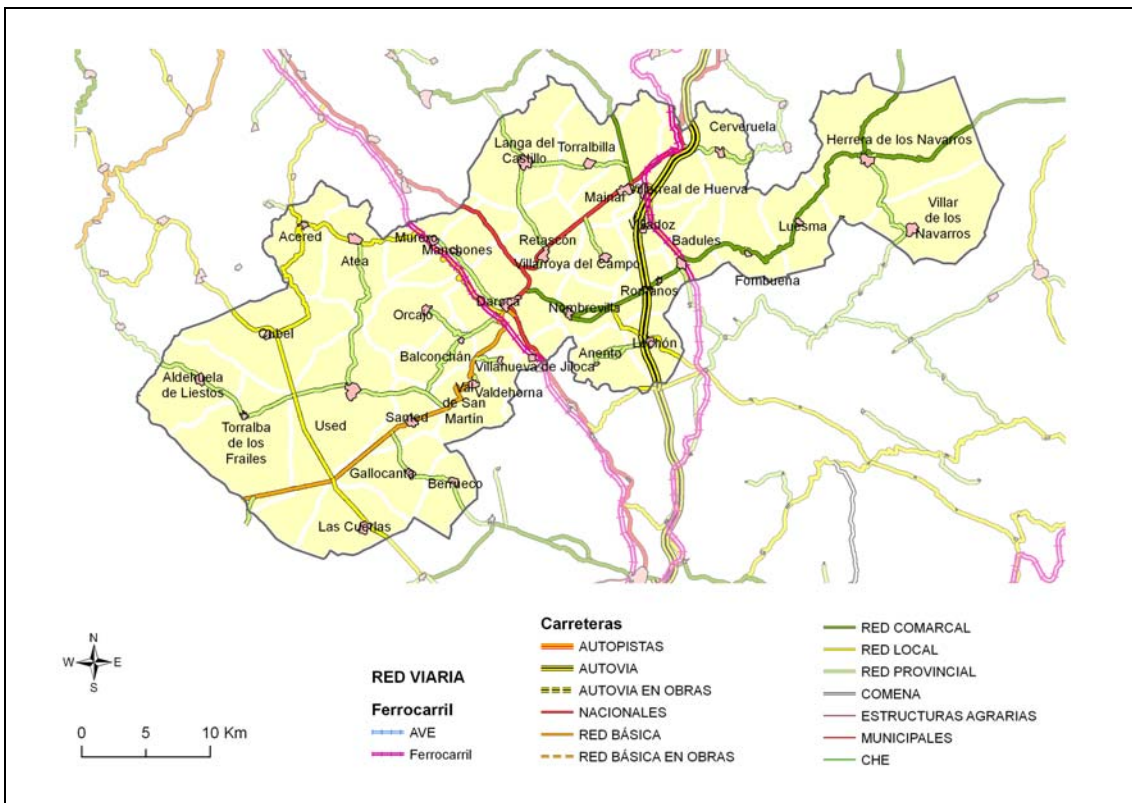 Cerveruela
Herrera de los Navarros
Langa del
Castillo
Torralbilla
Mainar
Villarreal de Huerva
Villar
de los
Navarros
Luesma
Acered
Murero
Manchones
Retascón
Villadoz
Badules
Atea
Villarroya del Campo
Fombuena
Romanos
Daroca
Orcajo
Nombrevilla
Cubel
Lechón
Anento
Balconchán
Villanueva de Jiloca
Aldehuela
de Liestos
Val
de San
Martín
Valdehorna
Used
Santed
Torralba
de los
Frailes
Gallocanta
Berrueco
Las Cuerlas
N
W E
S
0 5 10 Km
RED VIARIA
Ferrocarril
AVE
Ferrocarril
Carreteras
AUTOPISTAS
AUTOVIA
AUTOVIA EN OBRAS
NACIONALES
RED BÁSICA
RED BÁSICA EN OBRAS
RED COMARCAL
RED LOCAL
RED PROVINCIAL
COMENA
ESTRUCTURAS AGRARIAS
MUNICIPALES
CHE